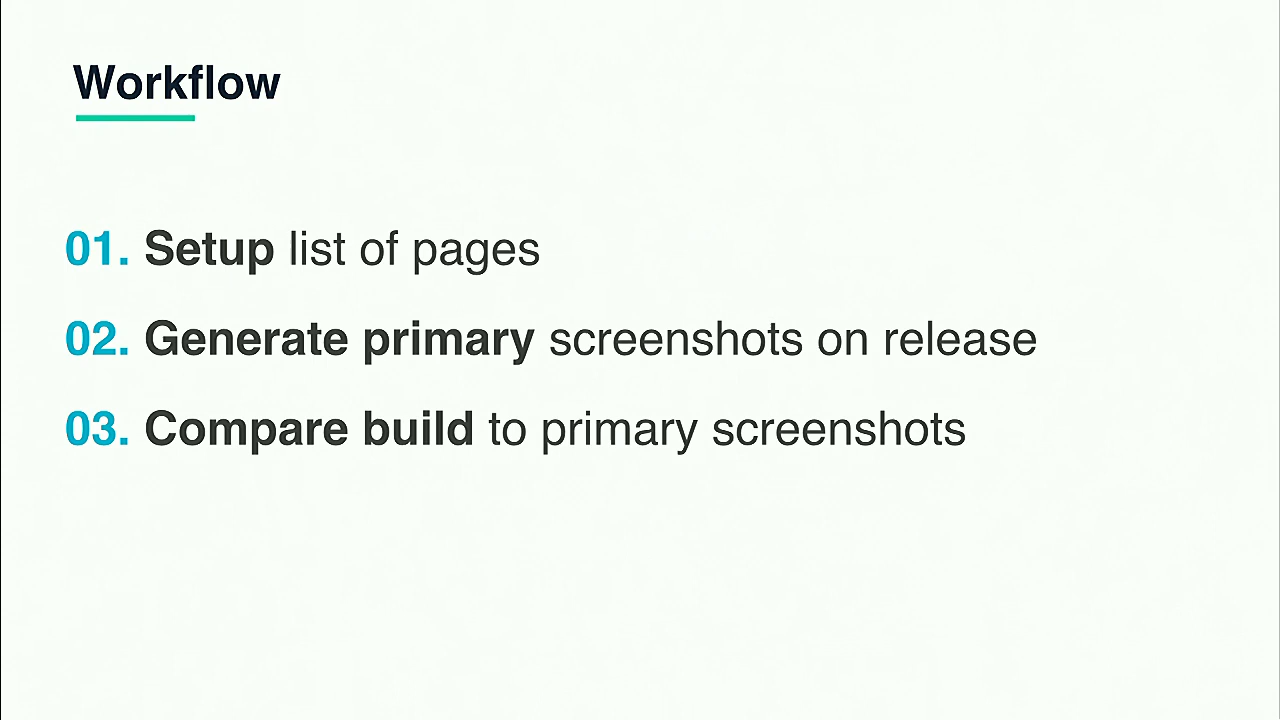 Workflow
01. Setup list of pages
02. Generate primary screenshots on release
03. Compare build to primary screenshots